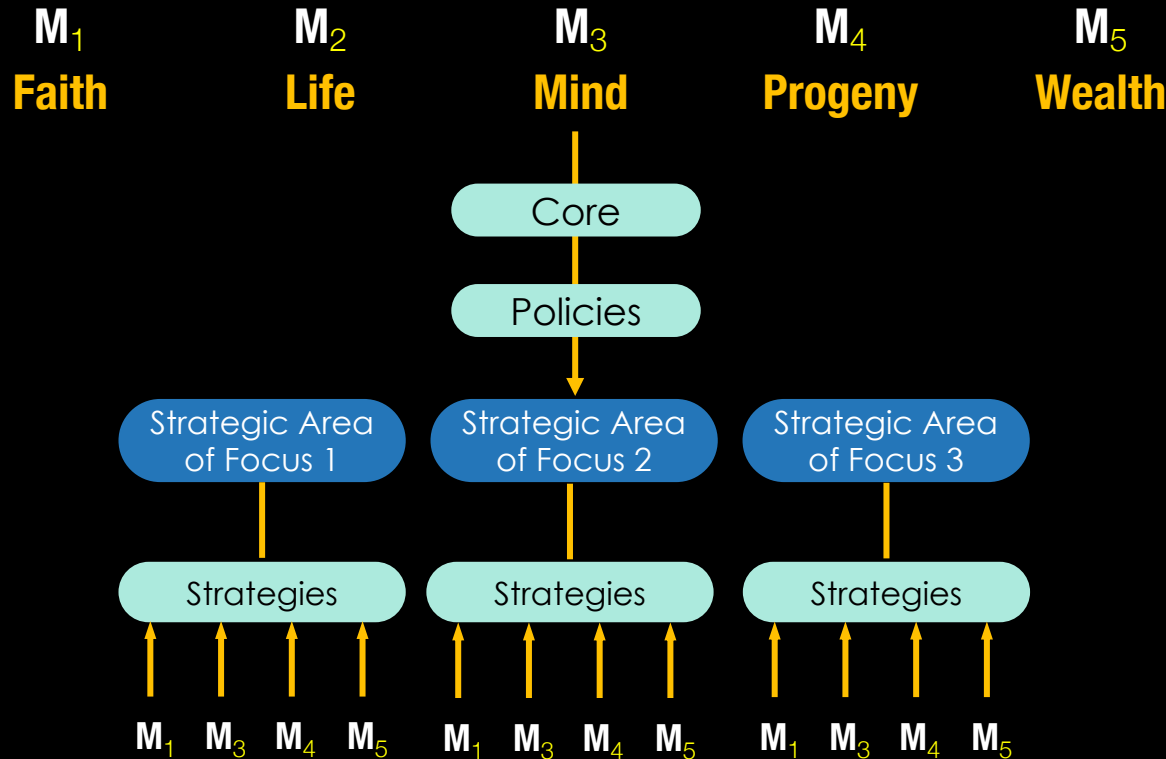 M₁ M₂ M₃ M₄ M₅
Faith Life Mind Progeny Wealth
Core
Policies
Strategic Area
of Focus 1
Strategic Area
of Focus 2
Strategic Area
of Focus 3
Strategies Strategies Strategies
M₁ M₃ M₄ M₅ M₁ M₃ M₄ M₅ M₁ M₃ M₄ M₅